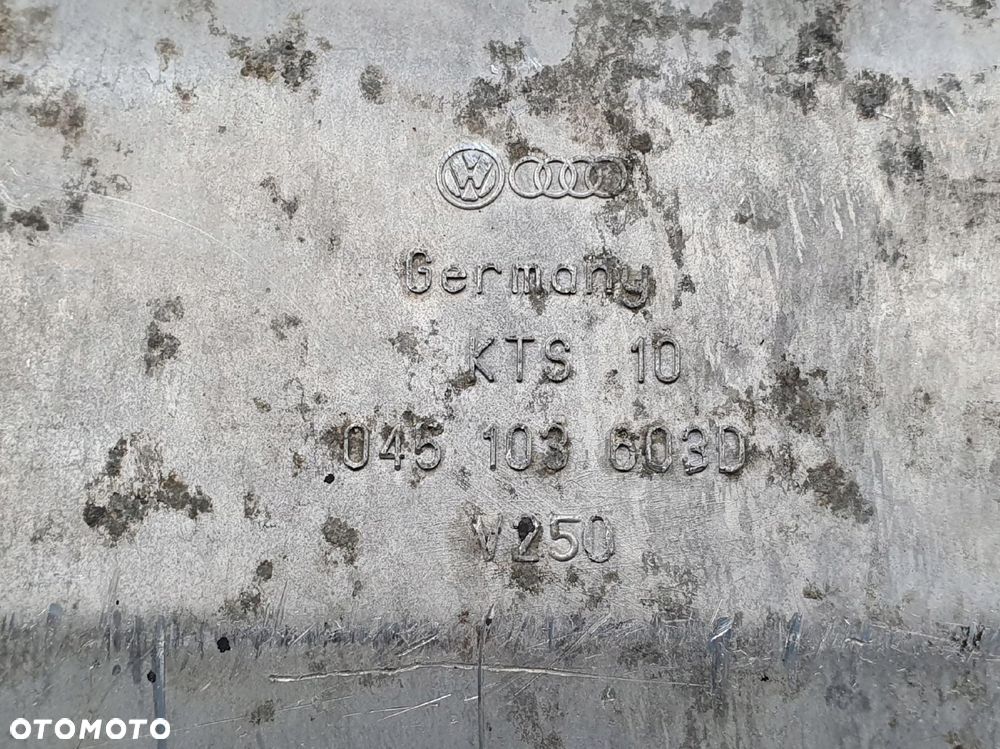 Germany
KTS 10
045 103 603D
V250
OTOMOTO